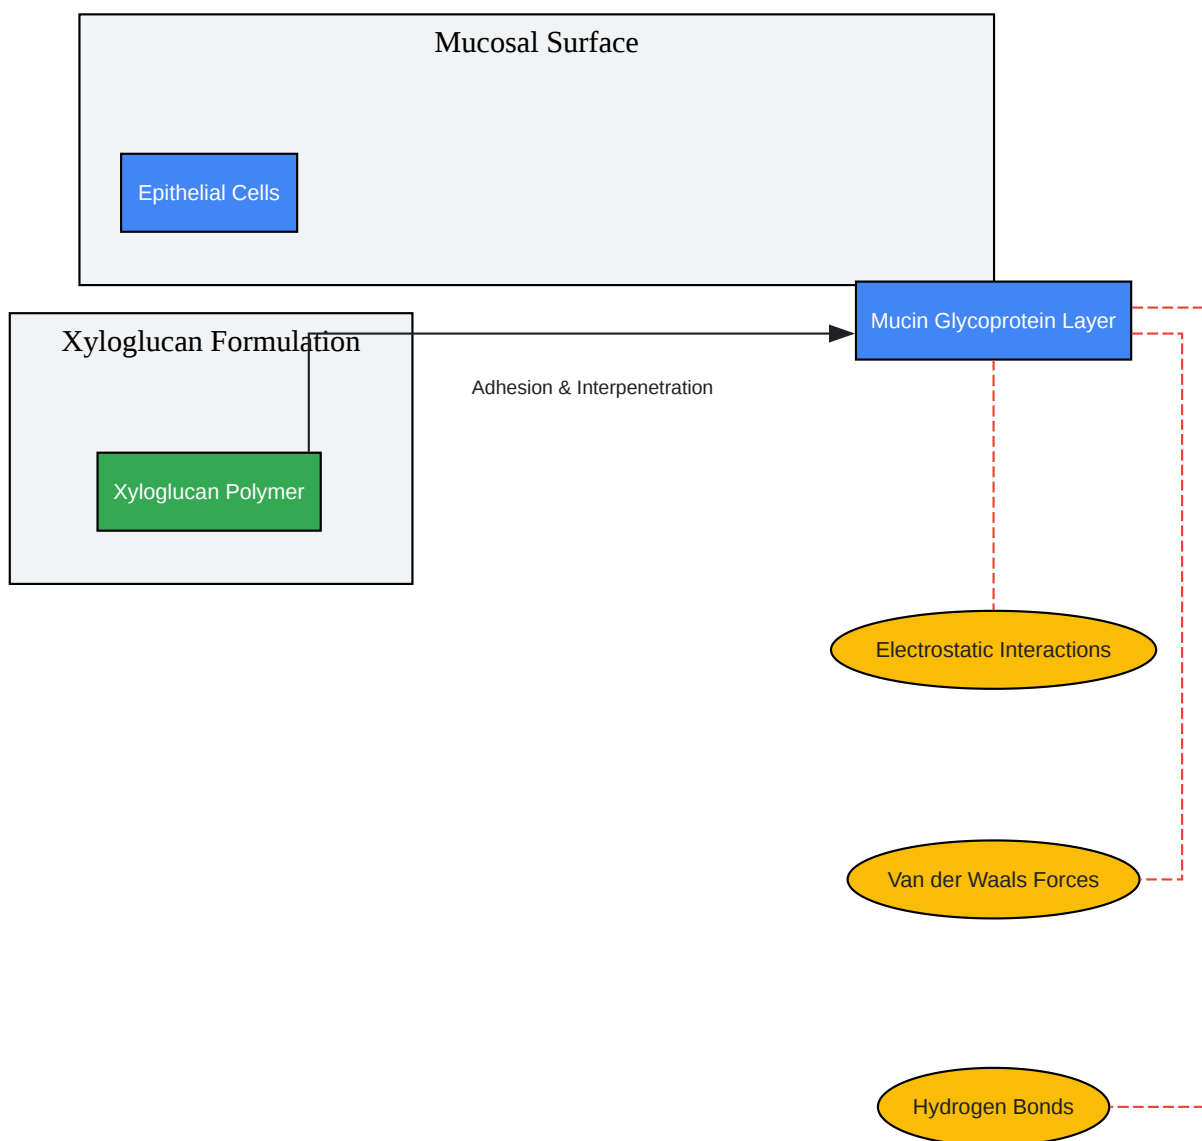 Mucosal Surface
Epithelial Cells
Mucin Glycoprotein Layer
Xyloglucan Formulation
Adhesion & Interpenetration
Xyloglucan Polymer
Electrostatic Interactions
Van der Waals Forces
Hydrogen Bonds